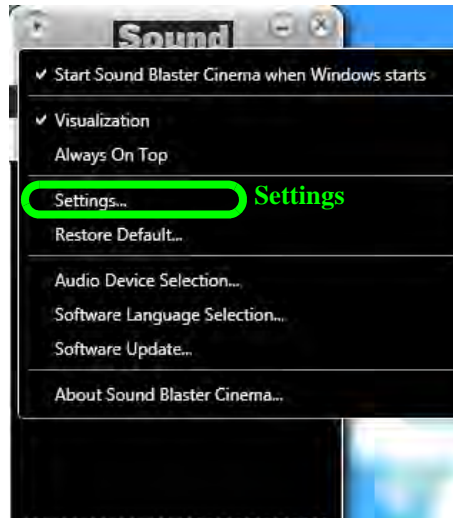 Sound
Start Sound Blaster Cinema when Windows starts
Visualization
Always On Top
Settings... Settings
Restore Default...
Audio Device Selection...
Software Language Selection...
Software Update...
About Sound Blaster Cinema...